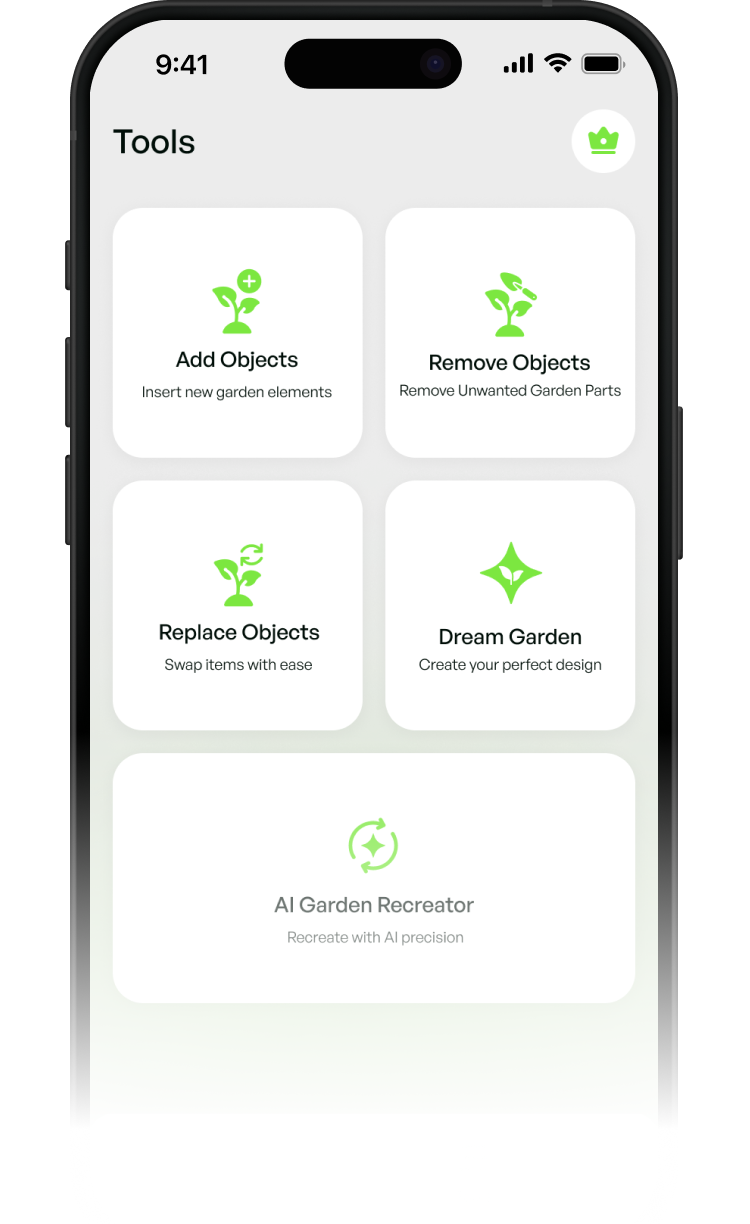 9:41
Tools
Add Objects
Insert new garden elements
Remove Objects
Remove Unwanted Garden Parts
Replace Objects
Swap items with ease
Dream Garden
Create your perfect design
AI Garden Recreator
Recreate with AI precision